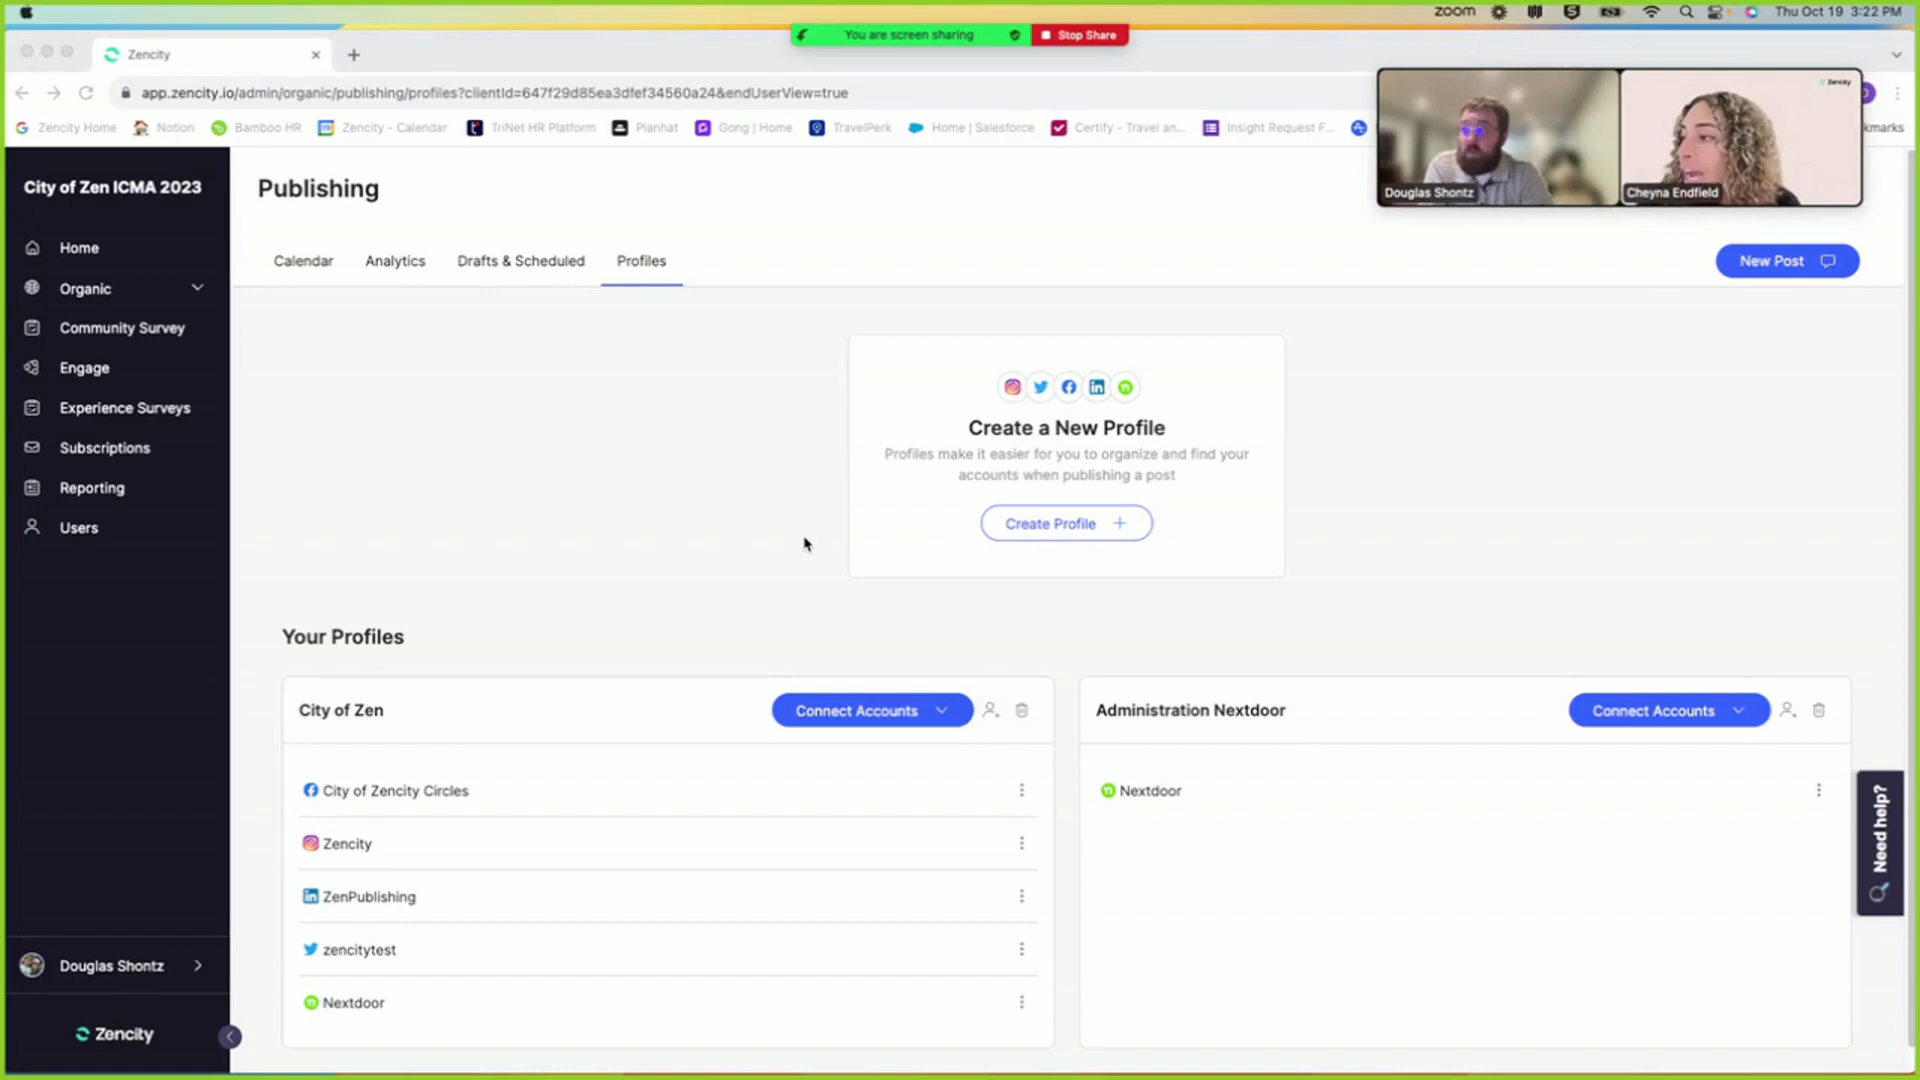 zoom
Thu Oct 19 3:22 PM
You are screen sharing
Stop Share
Zencity
app.zencity.io/admin/organic/publishing/profiles?clientId=647f29d85ea3dfef34560a24&endUserView=true
Zencity Home
Notion
Bamboo HR
Zencity - Calendar
TriNet HR Platform
Planhat
Gong | Home
TravelPerk
Home | Salesforce
Certify - Travel an...
Insight Request F...
kmarks
Zencity
Douglas Shontz
Cheyna Endfield
City of Zen ICMA 2023
Home
Organic
Community Survey
Engage
Experience Surveys
Subscriptions
Reporting
Users
Douglas Shontz
Zencity
Publishing
Calendar
Analytics
Drafts & Scheduled
Profiles
New Post
Create a New Profile
Profiles make it easier for you to organize and find your
accounts when publishing a post
Create Profile +
Your Profiles
City of Zen
Connect Accounts
City of Zencity Circles
Zencity
ZenPublishing
zencitytest
Nextdoor
Administration Nextdoor
Connect Accounts
Nextdoor
Need help?